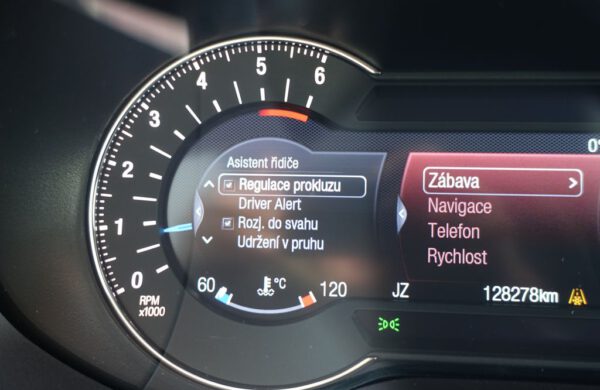 6
5
4
3
2
1
0
RPM
x1000
Asistent řidiče
Regulace prokluzu
Driver Alert
Rozj. do svahu
Udržení v pruhu
60 °C 120
0°
Zábava >
Navigace
Telefon
Rychlost
JZ 128278km